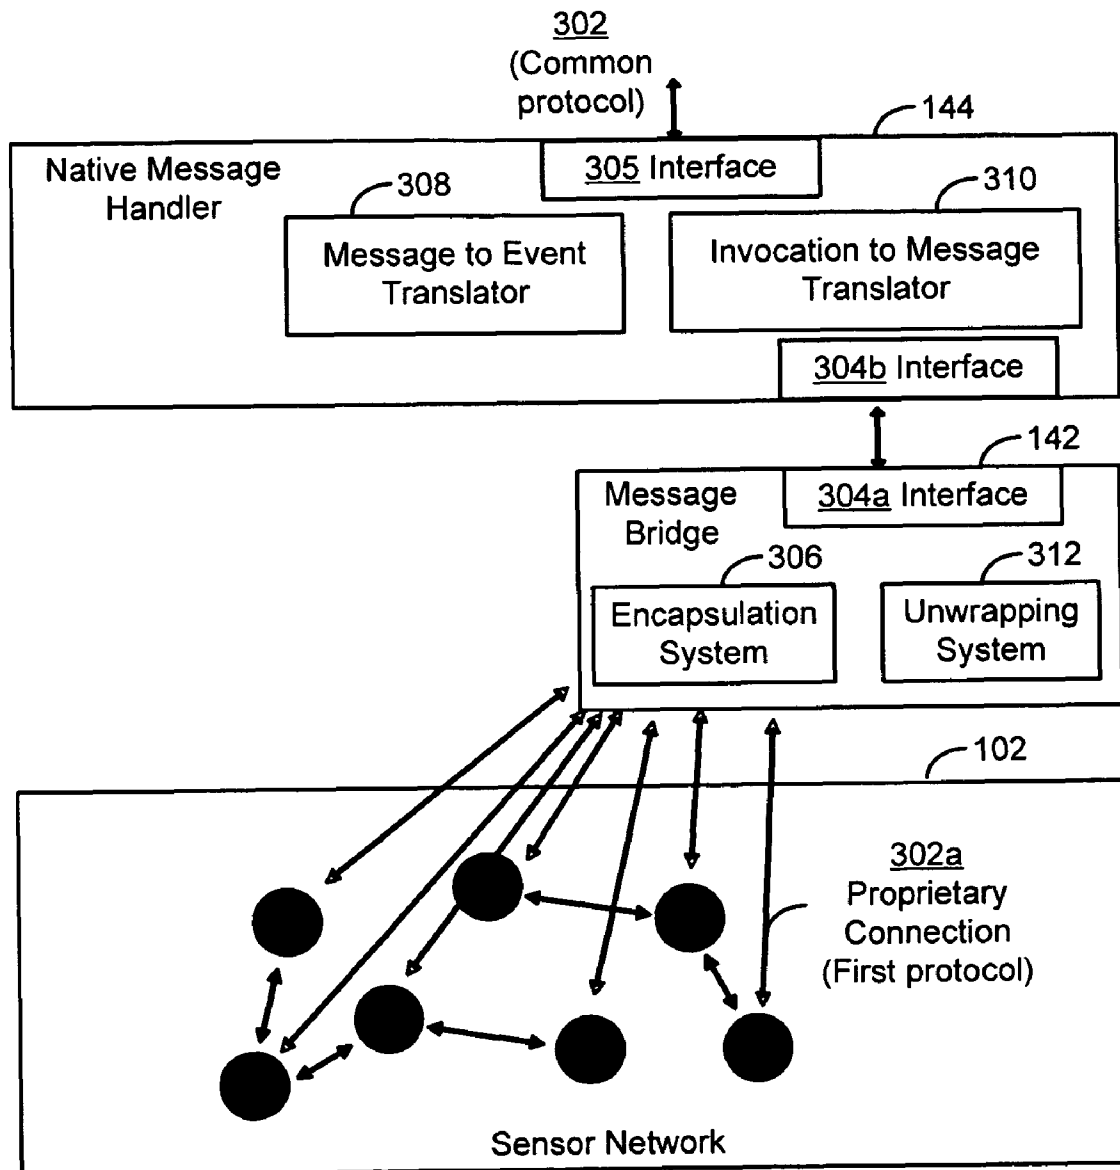 302
(Common
protocol)
144
Native Message
Handler
305 Interface
308
310
Message to Event
Translator
Invocation to Message
Translator
304b Interface
142
Message
Bridge
304a Interface
306
312
Encapsulation
System
Unwrapping
System
102
302a
Proprietary
Connection
(First protocol)
Sensor Network